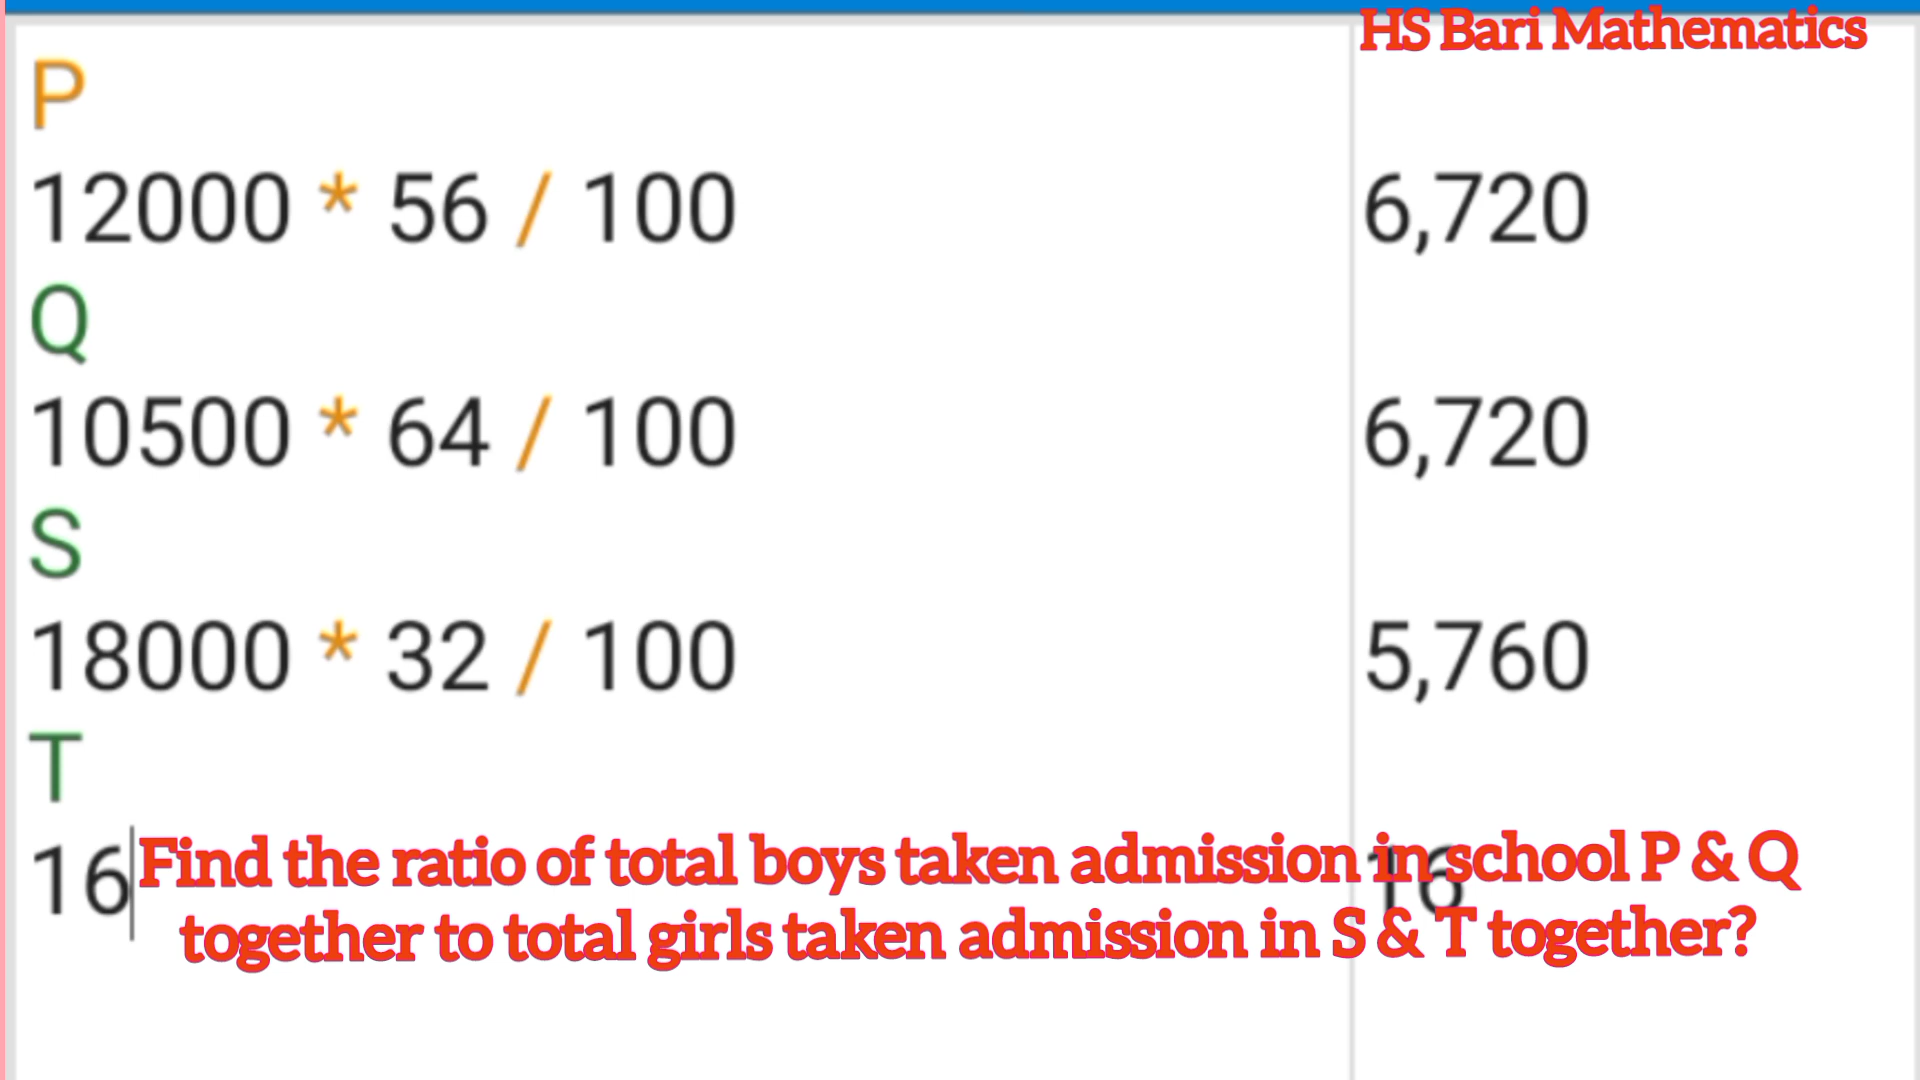 HS Bari Mathematics
P
12000 * 56 / 100 6,720
Q
10500 * 64 / 100 6,720
S
18000 * 32 / 100 5,760
T
16 16
Find the ratio of total boys taken admission in school P & Q
together to total girls taken admission in S & T together?